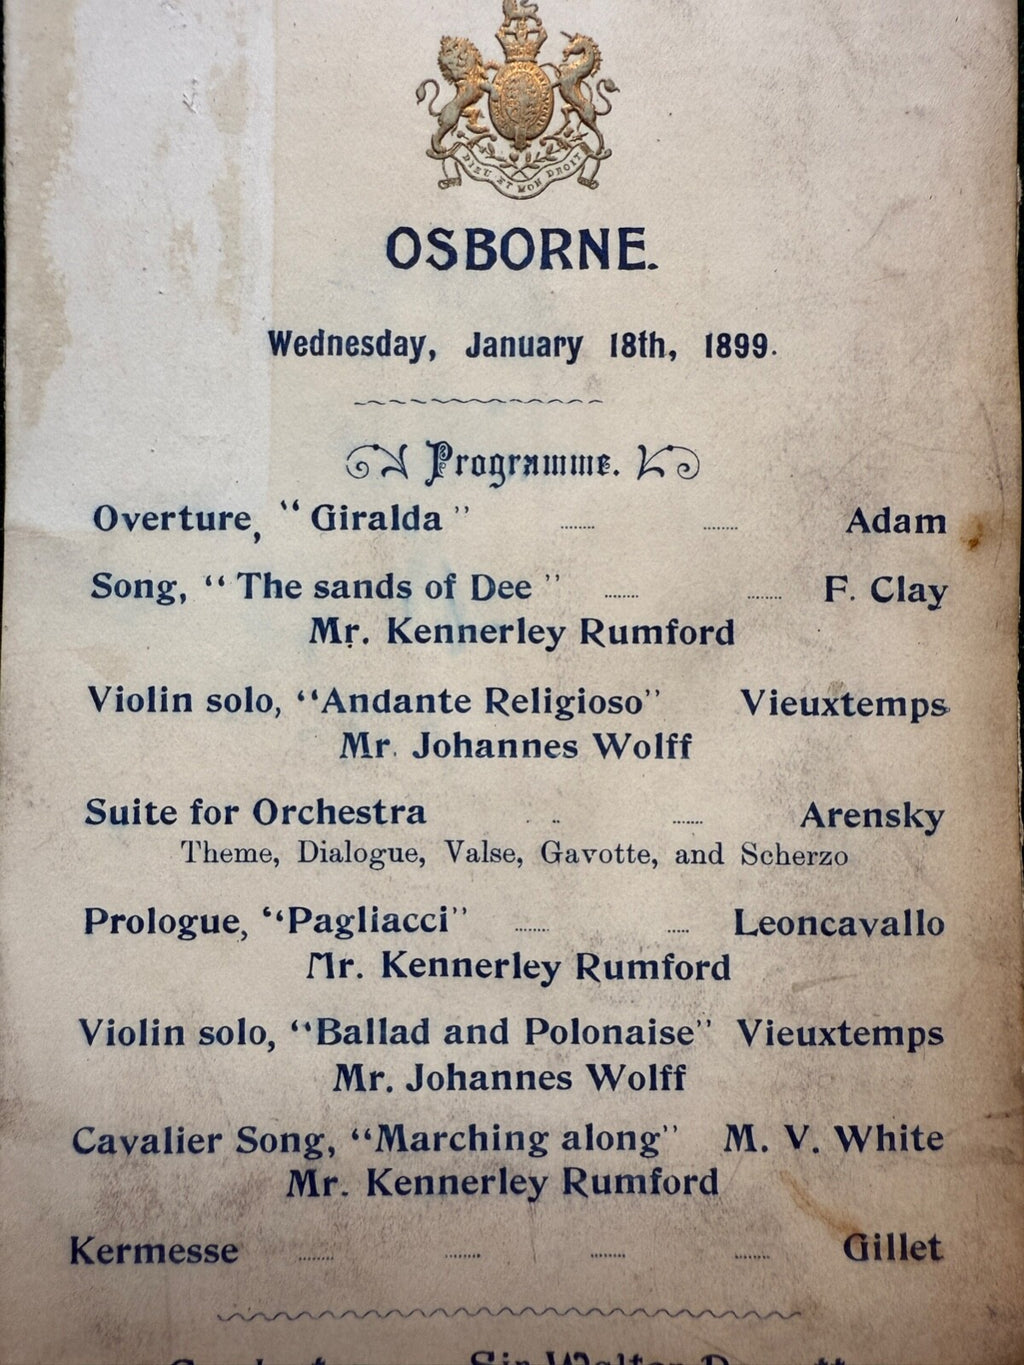 DIEU ET MON DROIT
OSBORNE.
Wednesday, January 18th, 1899.
Programme.
Overture, "Giralda" ........ ........ Adam
Song, "The sands of Dee" ........ ........ F. Clay
Mr. Kennerley Rumford
Violin solo, "Andante Religioso" Vieuxtemps
Mr. Johannes Wolff
Suite for Orchestra . .. ........ Arensky
Theme, Dialogue, Valse, Gavotte, and Scherzo
Prologue, "Pagliacci" ........ ..... Leoncavallo
Mr. Kennerley Rumford
Violin solo, "Ballad and Polonaise" Vieuxtemps
Mr. Johannes Wolff
Cavalier Song, "Marching along" M. V. White
Mr. Kennerley Rumford
Kermesse ........ ........ ........ ........ Gillet
Sir Walter